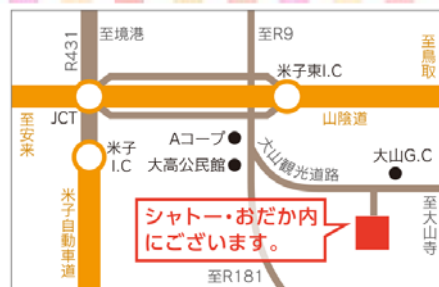 R431
至境港
至R9
至鳥取
米子東I.C
JCT
山陰道
至安来
米子
I.C
Aコープ
大高公民館
大山観光道路
大山G.C
米子自動車道
シャトー・おだか内
にございます。
至大山寺
至R181